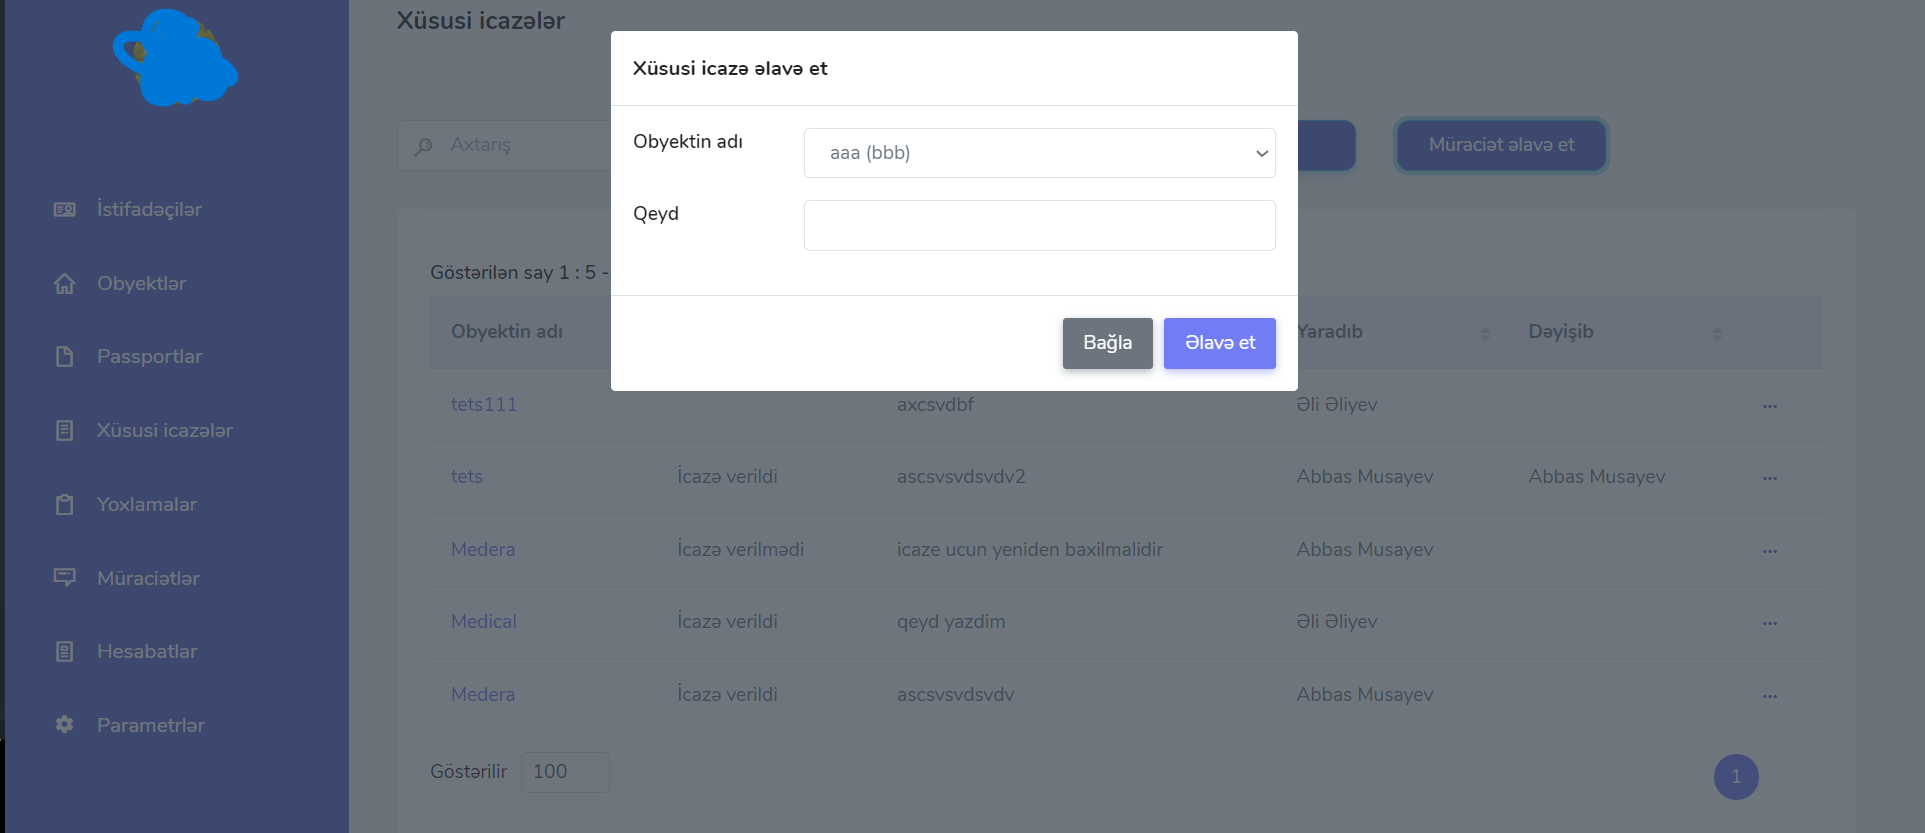 Xüsusi icazələr
Xüsusi icazə əlavə et
Obyektin adı
aaa (bbb)
Qeyd
Bağla
Əlavə et
Axtarış
Müraciət əlavə et
İstifadəçilər
Obyektlər
Passportlar
Xüsusi icazələr
Yoxlamalar
Müraciətlər
Hesabatlar
Parametrlər
Göstərilən say 1 : 5 -
Obyektin adı Yaradıb Dəyişib
tets111 axcsvdbf Əli Əliyev ...
tets İcazə verildi ascsvsvdsvdv2 Abbas Musayev Abbas Musayev ...
Medera İcazə verilmədi icaze ucun yeniden baxilmalidir Abbas Musayev ...
Medical İcazə verildi qeyd yazdim Əli Əliyev ...
Medera İcazə verildi ascsvsvdsvdv Abbas Musayev ...
Göstərilir 100
1